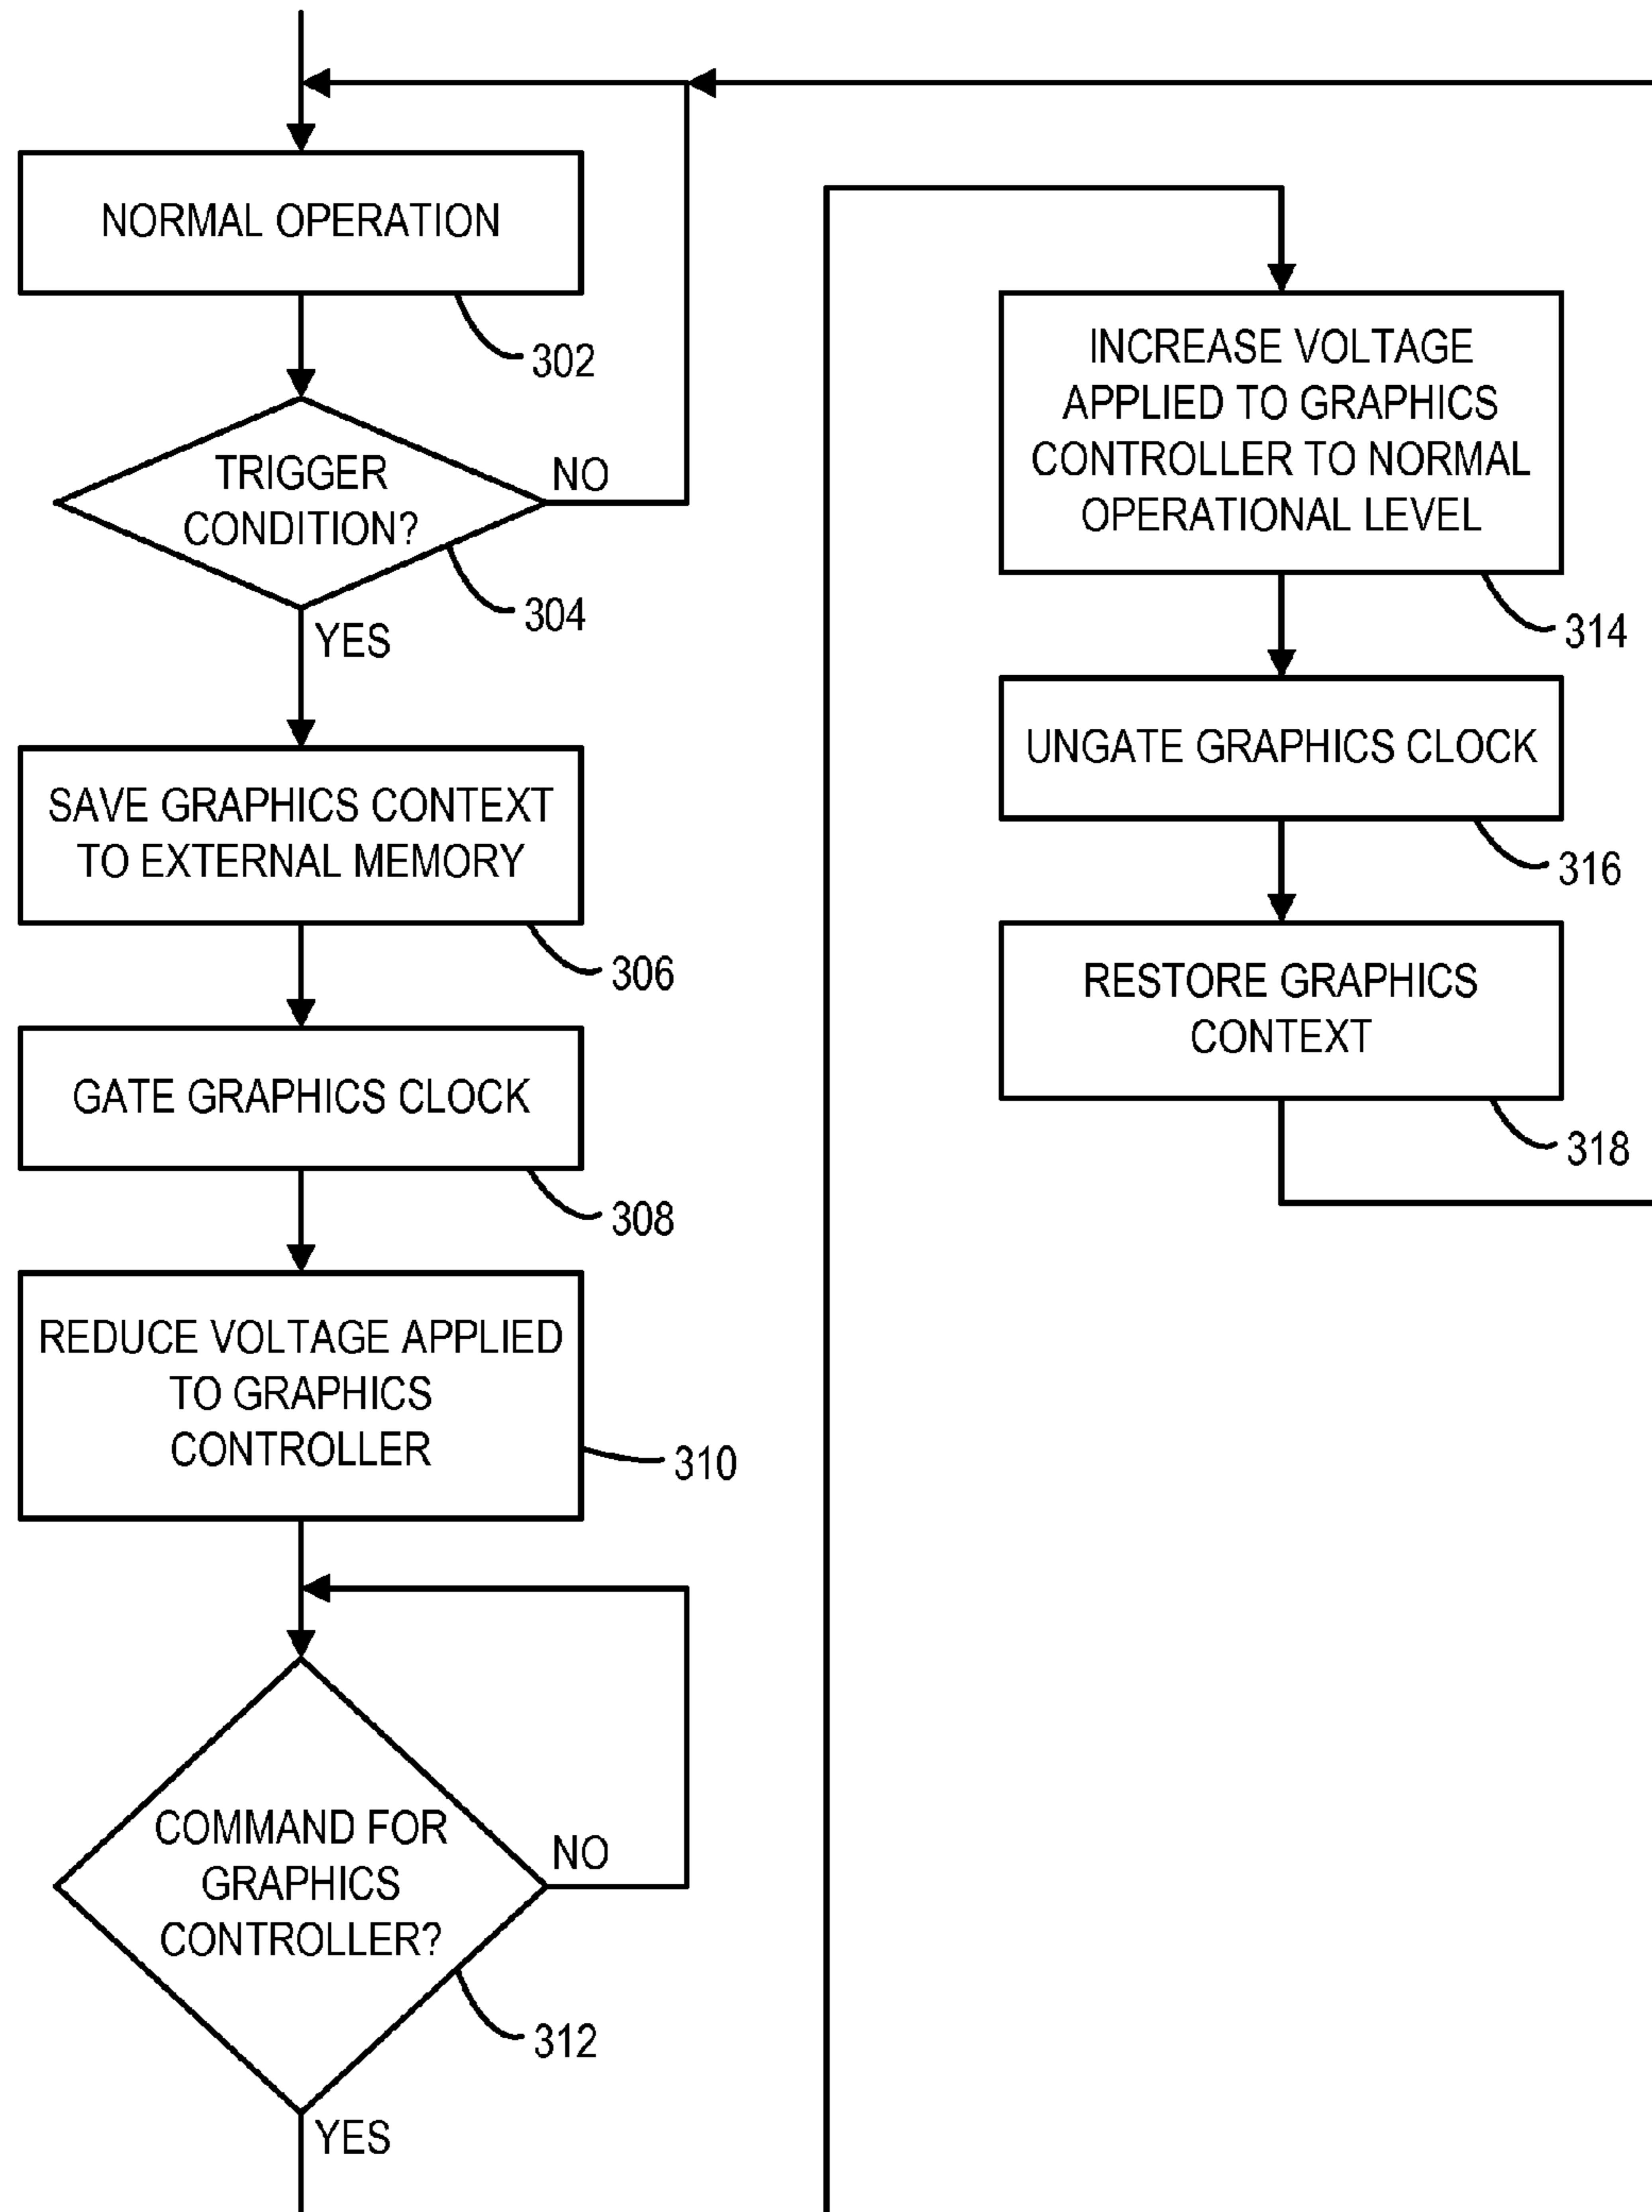 NORMAL OPERATION
302
TRIGGER
CONDITION?
NO
304
YES
SAVE GRAPHICS CONTEXT
TO EXTERNAL MEMORY
306
GATE GRAPHICS CLOCK
308
REDUCE VOLTAGE APPLIED
TO GRAPHICS
CONTROLLER
310
COMMAND FOR
GRAPHICS
CONTROLLER?
NO
312
YES
INCREASE VOLTAGE
APPLIED TO GRAPHICS
CONTROLLER TO NORMAL
OPERATIONAL LEVEL
314
UNGATE GRAPHICS CLOCK
316
RESTORE GRAPHICS
CONTEXT
318